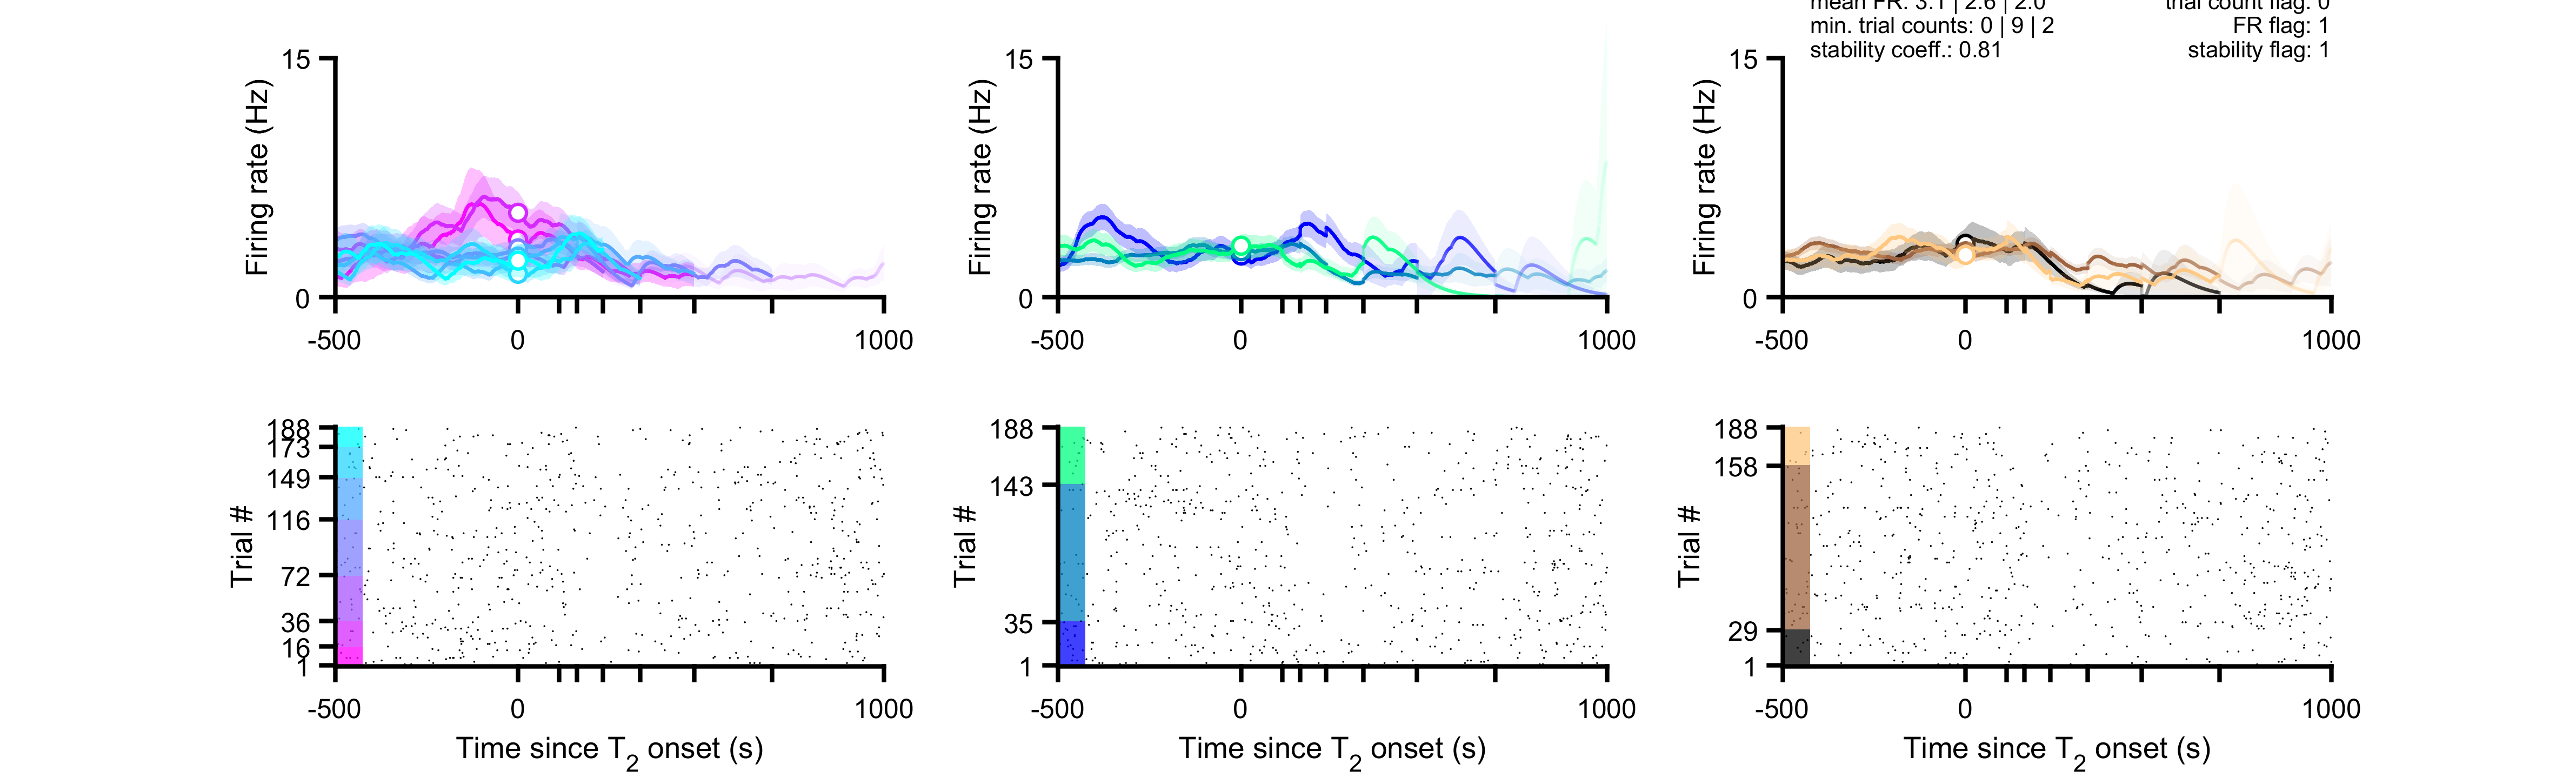 mean FR: 3.1 | 2.6 | 2.0
trial count flag: 0
min. trial counts: 0 | 9 | 2
FR flag: 1
stability coeff.: 0.81
stability flag: 1
15
Firing rate (Hz)
0
-500
0
1000
15
Firing rate (Hz)
0
-500
0
1000
15
Firing rate (Hz)
0
-500
0
1000
188
173
149
116
72
36
16
1
Trial #
-500
0
1000
Time since T2 onset (s)
188
143
35
1
Trial #
-500
0
1000
Time since T2 onset (s)
188
158
29
1
Trial #
-500
0
1000
Time since T2 onset (s)